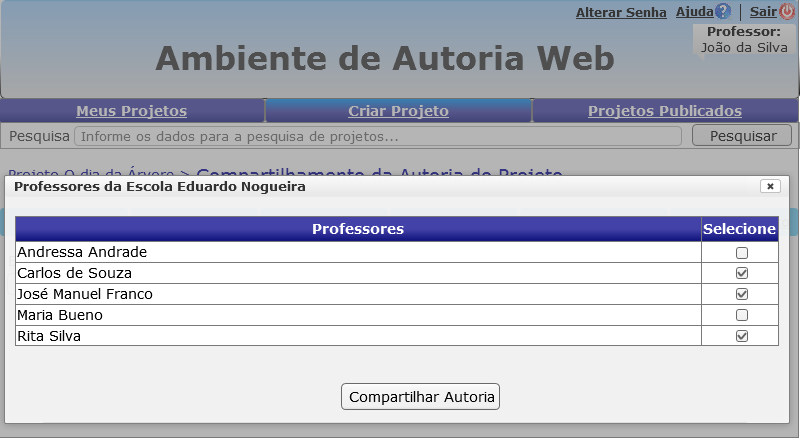 Alterar Senha Ajuda? | Sair
Professor:
João da Silva
Ambiente de Autoria Web
Meus Projetos Criar Projeto Projetos Publicados
Pesquisa Informe os dados para a pesquisa de projetos... Pesquisar
Projeto O dia da Árvore > Compartilhamento da Autoria do Projeto
Professores da Escola Eduardo Nogueira
Professores Selecione
Andressa Andrade
Carlos de Souza
José Manuel Franco
Maria Bueno
Rita Silva
Compartilhar Autoria